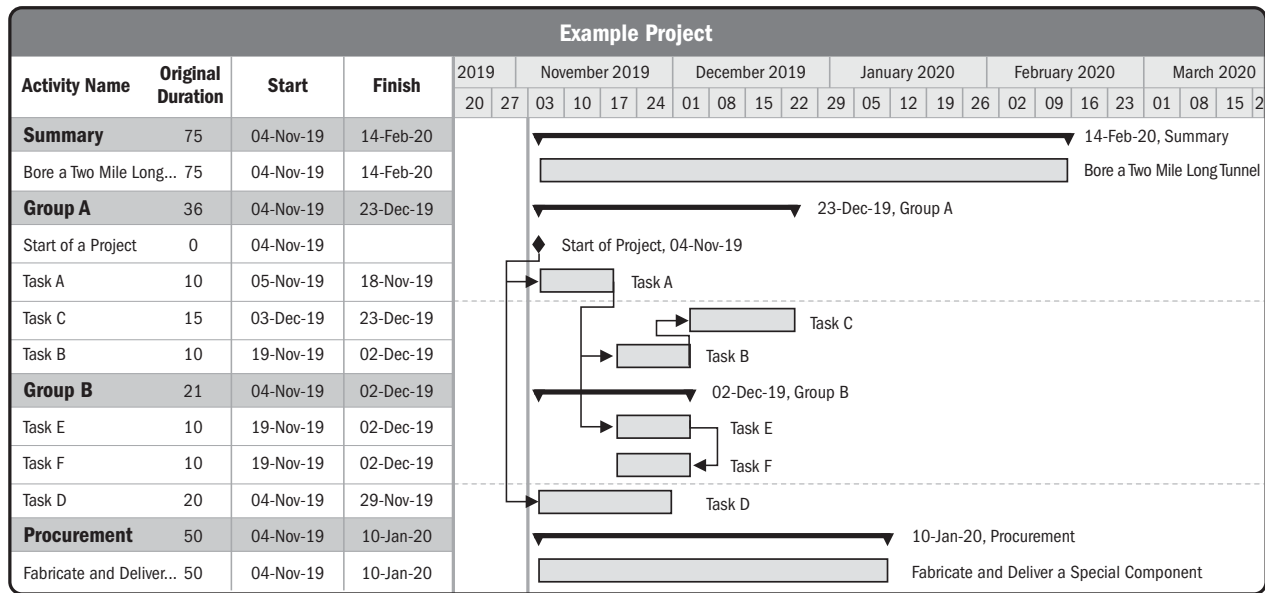 Example Project
Activity Name Original Duration Start Finish
2019 November 2019 December 2019 January 2020 February 2020 March 2020
20 27 03 10 17 24 01 08 15 22 29 05 12 19 26 02 09 16 23 01 08 15 2
Summary 75 04-Nov-19 14-Feb-20 14-Feb-20, Summary
Bore a Two Mile Long... 75 04-Nov-19 14-Feb-20 Bore a Two Mile Long Tunnel
Group A 36 04-Nov-19 23-Dec-19 23-Dec-19, Group A
Start of a Project 0 04-Nov-19 Start of Project, 04-Nov-19
Task A 10 05-Nov-19 18-Nov-19 Task A
Task C 15 03-Dec-19 23-Dec-19 Task C
Task B 10 19-Nov-19 02-Dec-19 Task B
Group B 21 04-Nov-19 02-Dec-19 02-Dec-19, Group B
Task E 10 19-Nov-19 02-Dec-19 Task E
Task F 10 19-Nov-19 02-Dec-19 Task F
Task D 20 04-Nov-19 29-Nov-19 Task D
Procurement 50 04-Nov-19 10-Jan-20 10-Jan-20, Procurement
Fabricate and Deliver... 50 04-Nov-19 10-Jan-20 Fabricate and Deliver a Special Component